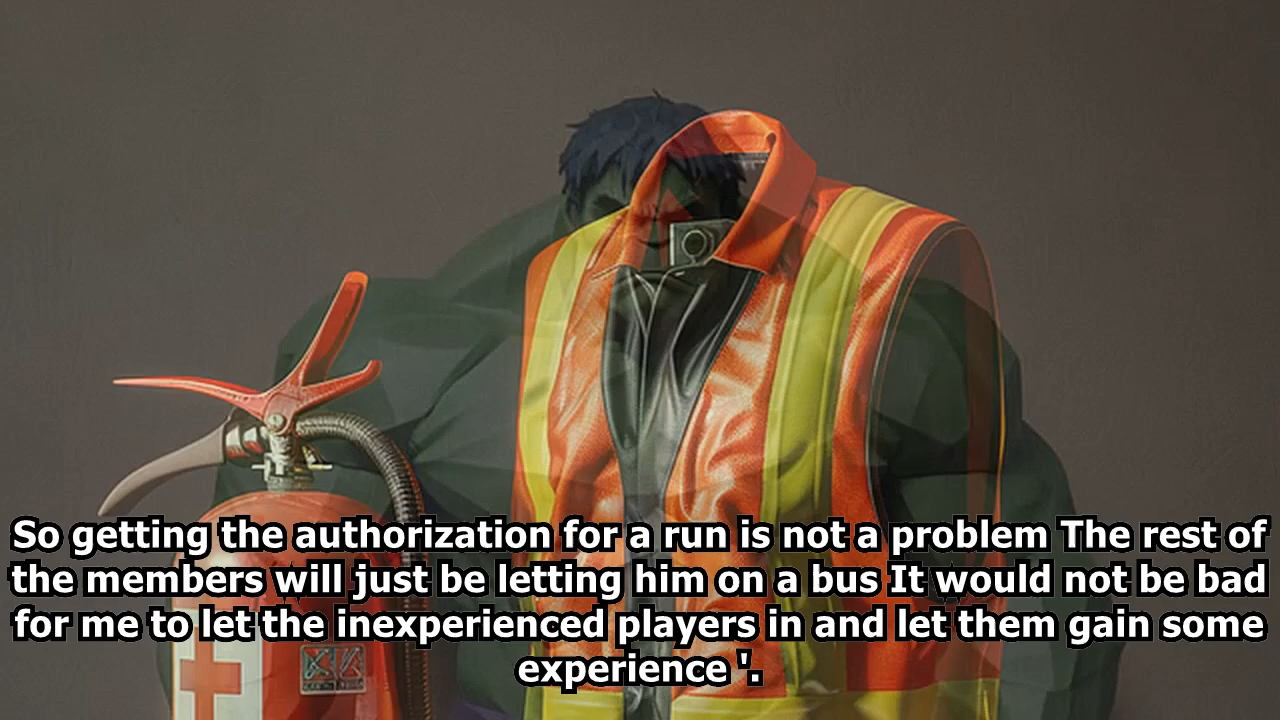 So getting the authorization for a run is not a problem The rest of
the members will just be letting him on a bus It would not be bad
for me to let the inexperienced players in and let them gain some
experience '.